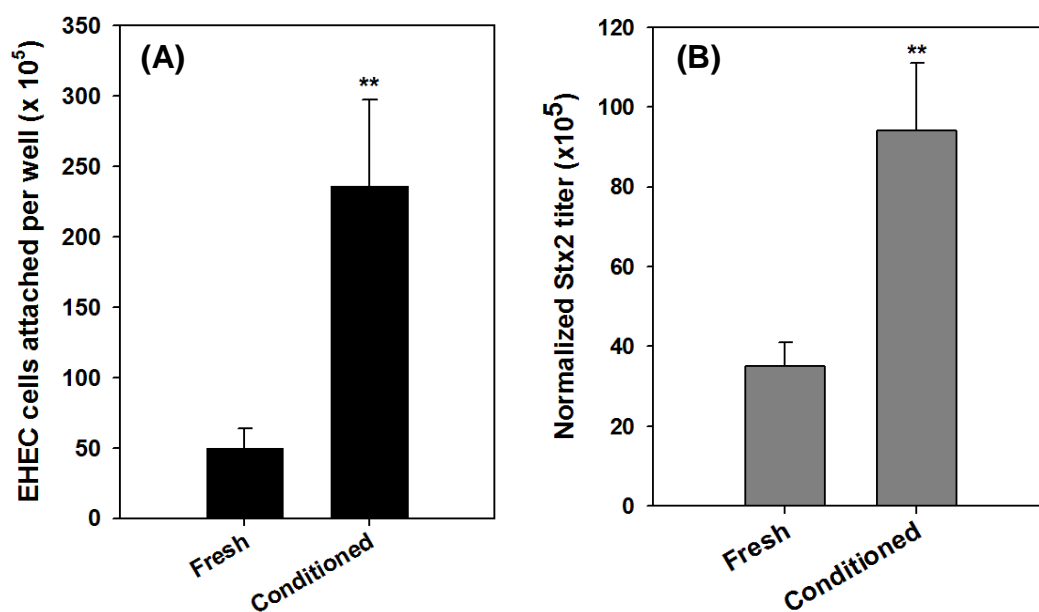 (A)
EHEC cells attached per well (x 10⁵)
350
300
250
200
150
100
50
0
**
Fresh
Conditioned
(B)
Normalized Stx2 titer (x10⁵)
120
100
80
60
40
20
0
**
Fresh
Conditioned